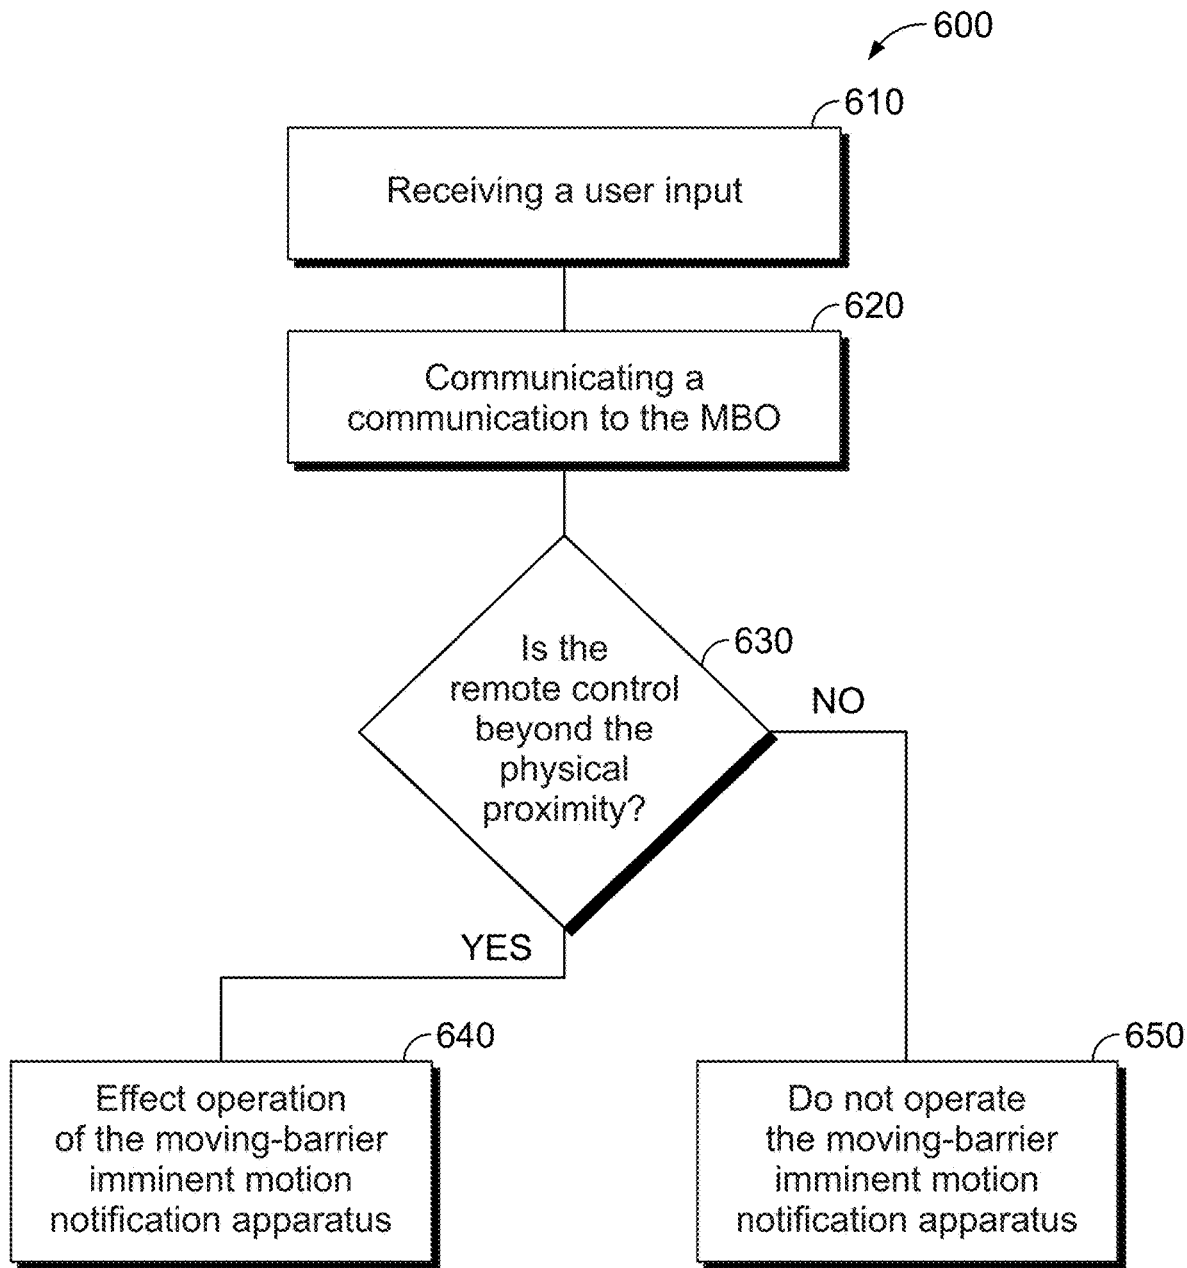 600
610
Receiving a user input
620
Communicating a
communication to the MBO
630
Is the
remote control
beyond the
physical
proximity?
NO
YES
640
Effect operation
of the moving-barrier
imminent motion
notification apparatus
650
Do not operate
the moving-barrier
imminent motion
notification apparatus